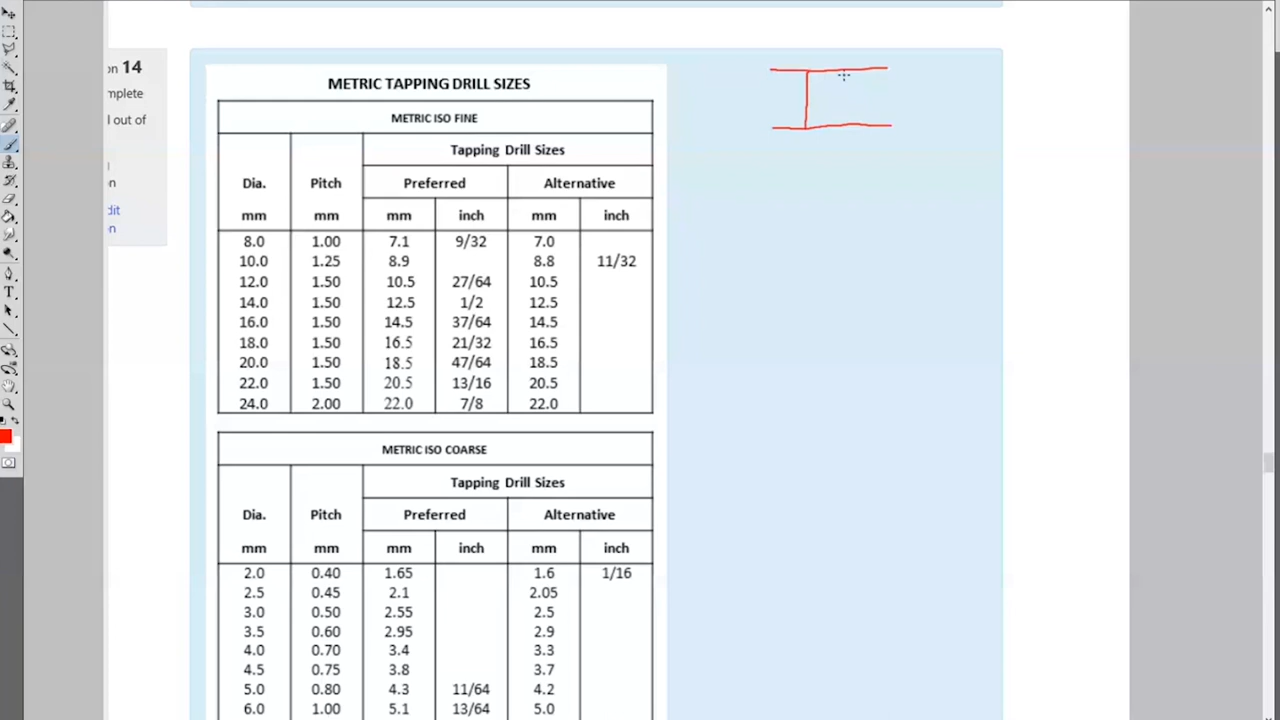 on 14
mplete
l out of
n
dit
n
METRIC TAPPING DRILL SIZES
METRIC ISO FINE
Tapping Drill Sizes
Dia. Pitch Preferred Alternative
mm mm mm inch mm inch
8.0 1.00 7.1 9/32 7.0
10.0 1.25 8.9 8.8 11/32
12.0 1.50 10.5 27/64 10.5
14.0 1.50 12.5 1/2 12.5
16.0 1.50 14.5 37/64 14.5
18.0 1.50 16.5 21/32 16.5
20.0 1.50 18.5 47/64 18.5
22.0 1.50 20.5 13/16 20.5
24.0 2.00 22.0 7/8 22.0
METRIC ISO COARSE
Tapping Drill Sizes
Dia. Pitch Preferred Alternative
mm mm mm inch mm inch
2.0 0.40 1.65 1.6 1/16
2.5 0.45 2.1 2.05
3.0 0.50 2.55 2.5
3.5 0.60 2.95 2.9
4.0 0.70 3.4 3.3
4.5 0.75 3.8 3.7
5.0 0.80 4.3 11/64 4.2
6.0 1.00 5.1 13/64 5.0